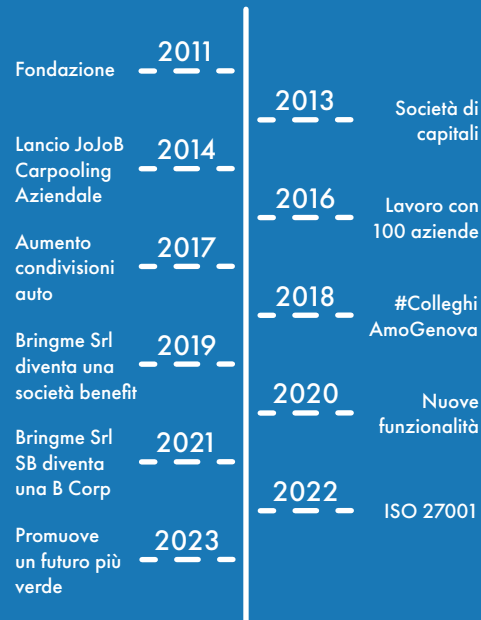 2011
Fondazione
2013
Società di
capitali
2014
Lancio JoJoB
Carpooling
Aziendale
2016
Lavoro con
100 aziende
2017
Aumento
condivisioni
auto
2018
#Colleghi
AmoGenova
2019
Bringme Srl
diventa una
società benefit
2020
Nuove
funzionalità
2021
Bringme Srl
SB diventa
una B Corp
2022
ISO 27001
2023
Promuove
un futuro più
verde